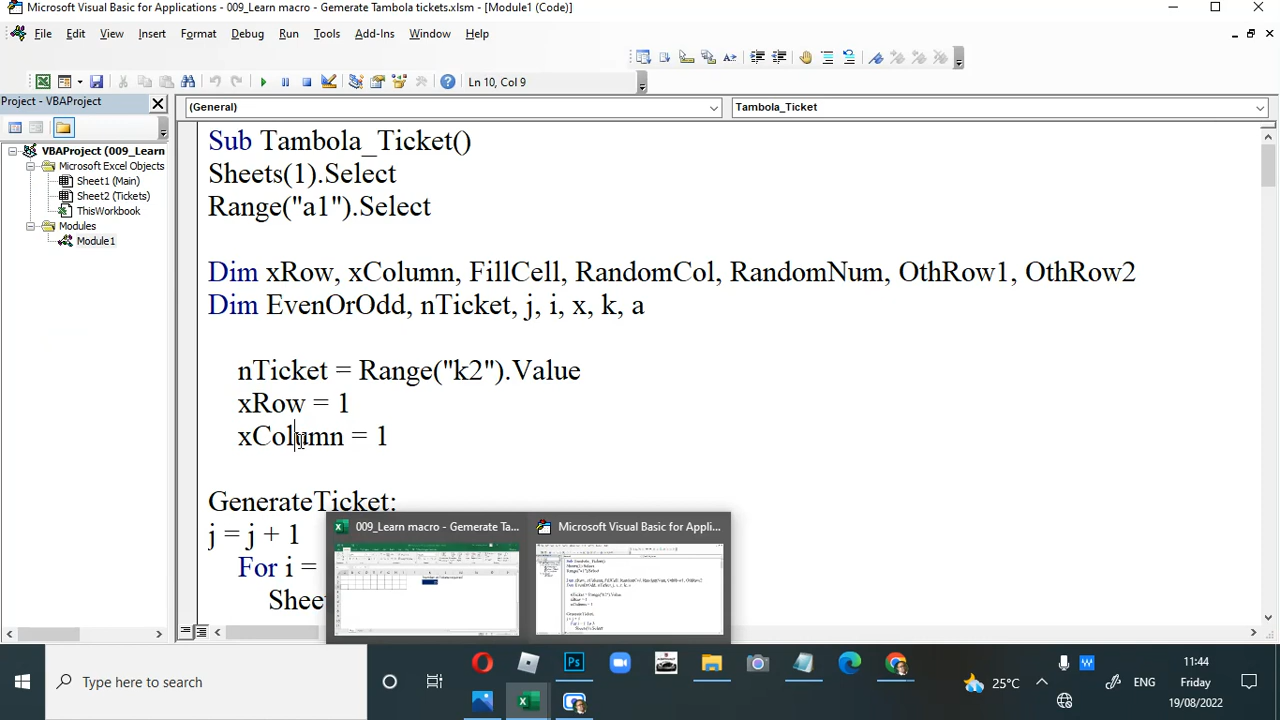 Microsoft Visual Basic for Applications - 009_Learn macro - Gemerate Tambola tickets.xlsm - [Module1 (Code)]
File Edit View Insert Format Debug Run Tools Add-Ins Window Help
Ln 10, Col 9
Project - VBAProject
(General)
Tambola_Ticket
VBAProject (009_Learn
Microsoft Excel Objects
Sheet1 (Main)
Sheet2 (Tickets)
ThisWorkbook
Modules
Module1
Sub Tambola_Ticket()
Sheets(1).Select
Range("a1").Select
Dim xRow, xColumn, FillCell, RandomCol, RandomNum, OthRow1, OthRow2
Dim EvenOrOdd, nTicket, j, i, x, k, a
nTicket = Range("k2").Value
xRow = 1
xColumn = 1
GenerateTicket:
j = j + 1
For i =
Shee
009_Learn macro - Gemerate Ta...
Microsoft Visual Basic for Appli...
Type here to search
Ps
25°C
ENG
11:44
Friday
19/08/2022